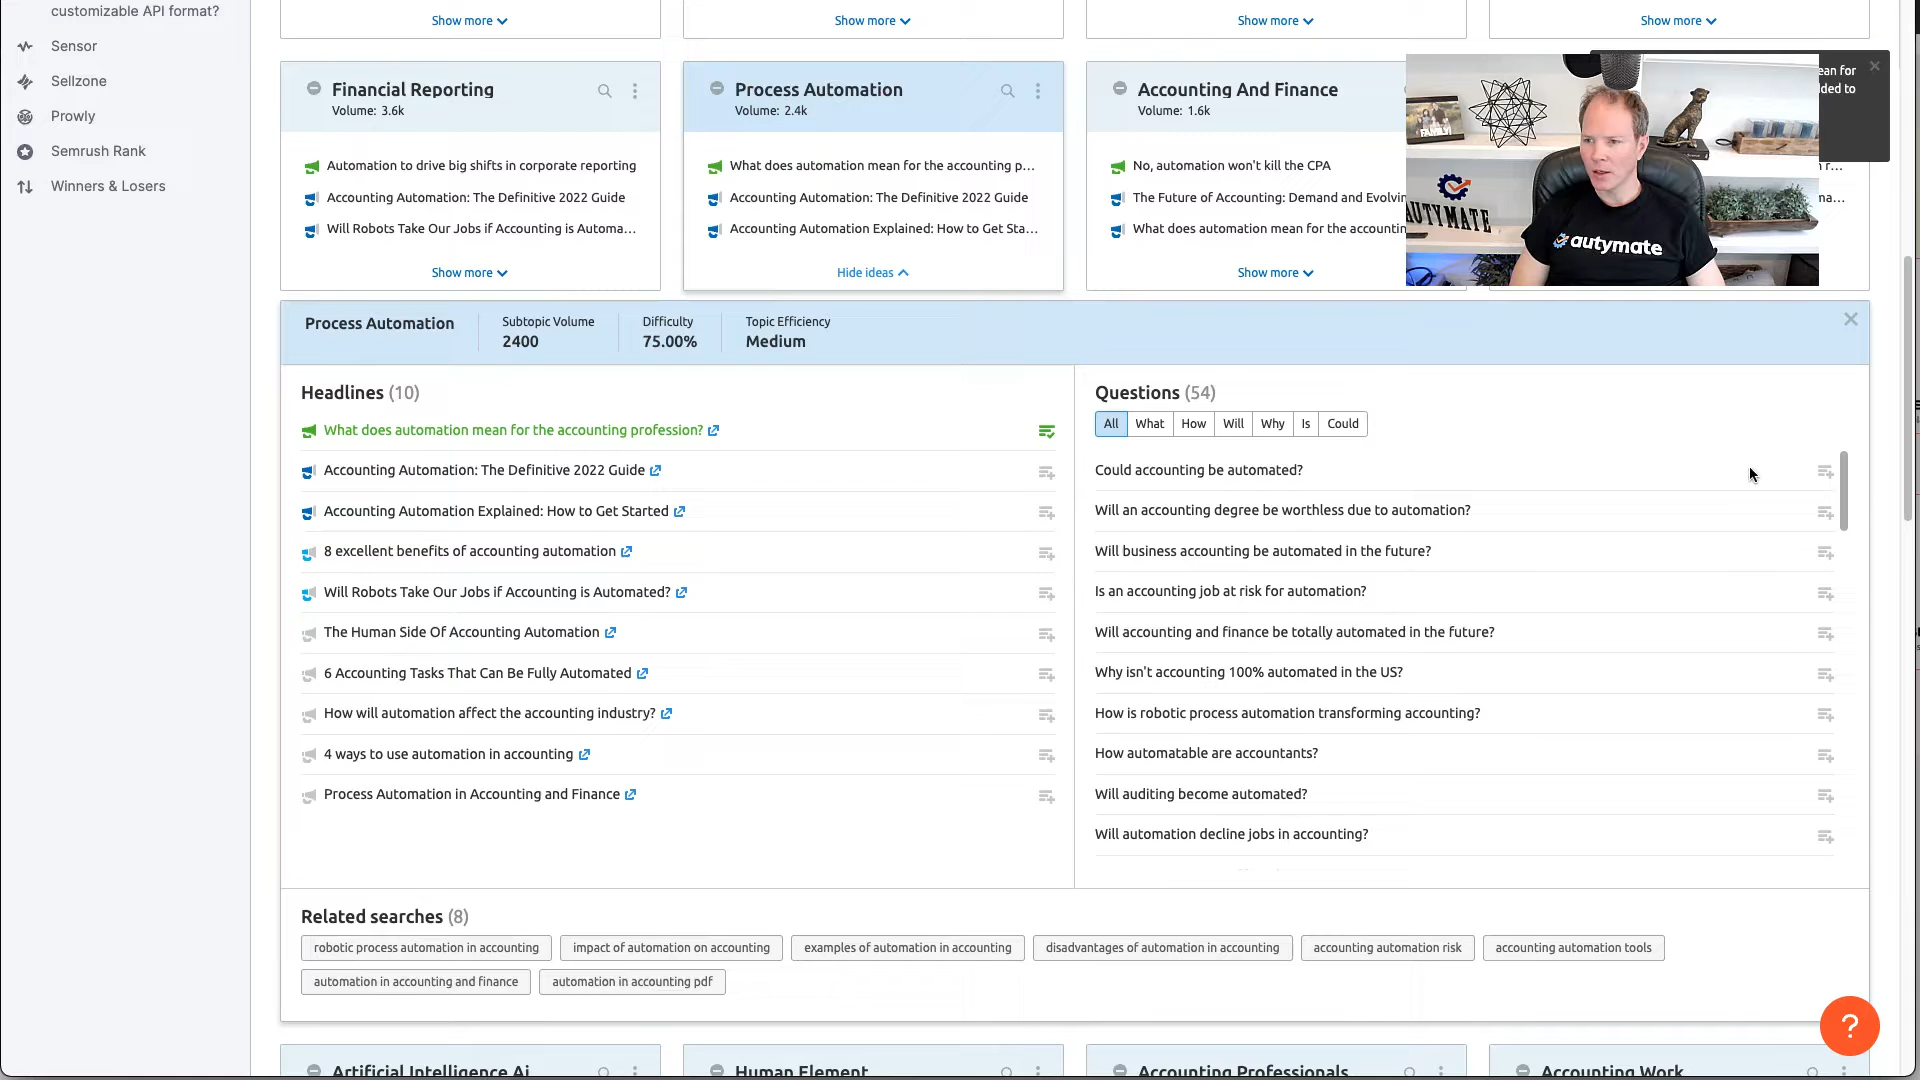 customizable API format?
Sensor
Sellzone
Prowly
Semrush Rank
Winners & Losers
Show more
Show more
Show more
Show more
Financial Reporting
Volume: 3.6k
Automation to drive big shifts in corporate reporting
Accounting Automation: The Definitive 2022 Guide
Will Robots Take Our Jobs if Accounting is Automa...
Show more
Process Automation
Volume: 2.4k
What does automation mean for the accounting p...
Accounting Automation: The Definitive 2022 Guide
Accounting Automation Explained: How to Get Sta...
Hide ideas
Accounting And Finance
Volume: 1.6k
No, automation won't kill the CPA
The Future of Accounting: Demand and Evolvin
What does automation mean for the accountin
Show more
ean for
ded to
FAMILY
AUTYMATE
autymate
Process Automation
Subtopic Volume
2400
Difficulty
75.00%
Topic Efficiency
Medium
Headlines (10)
What does automation mean for the accounting profession?
Accounting Automation: The Definitive 2022 Guide
Accounting Automation Explained: How to Get Started
8 excellent benefits of accounting automation
Will Robots Take Our Jobs if Accounting is Automated?
The Human Side Of Accounting Automation
6 Accounting Tasks That Can Be Fully Automated
How will automation affect the accounting industry?
4 ways to use automation in accounting
Process Automation in Accounting and Finance
Questions (54)
All What How Will Why Is Could
Could accounting be automated?
Will an accounting degree be worthless due to automation?
Will business accounting be automated in the future?
Is an accounting job at risk for automation?
Will accounting and finance be totally automated in the future?
Why isn't accounting 100% automated in the US?
How is robotic process automation transforming accounting?
How automatable are accountants?
Will auditing become automated?
Will automation decline jobs in accounting?
Related searches (8)
robotic process automation in accounting
impact of automation on accounting
examples of automation in accounting
disadvantages of automation in accounting
accounting automation risk
accounting automation tools
automation in accounting and finance
automation in accounting pdf
?
Artificial Intelligence Ai
Human Element
Accounting Professionals
Accounting Work